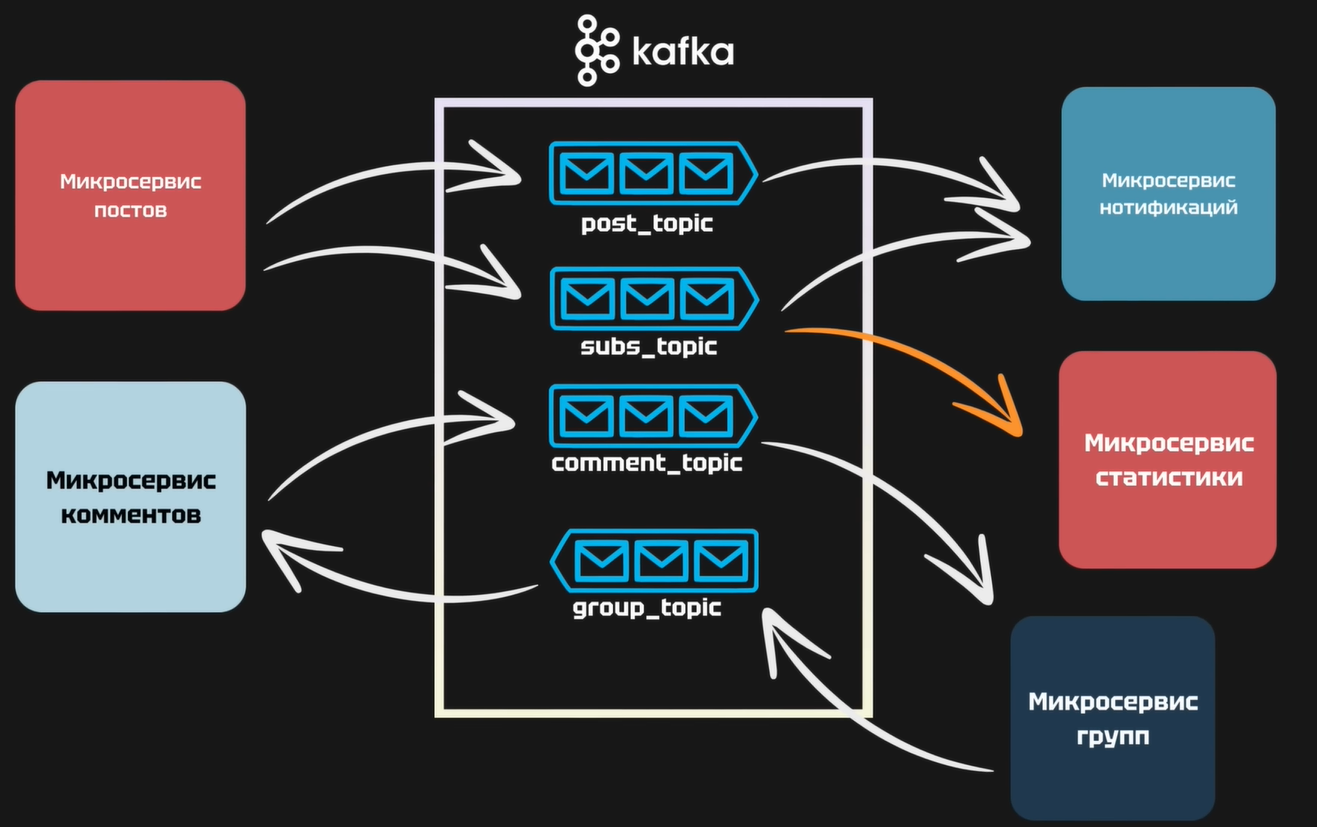 kafka
Микросервис
постов
Микросервис
комментов
post_topic
subs_topic
comment_topic
group_topic
Микросервис
нотификаций
Микросервис
статистики
Микросервис
групп